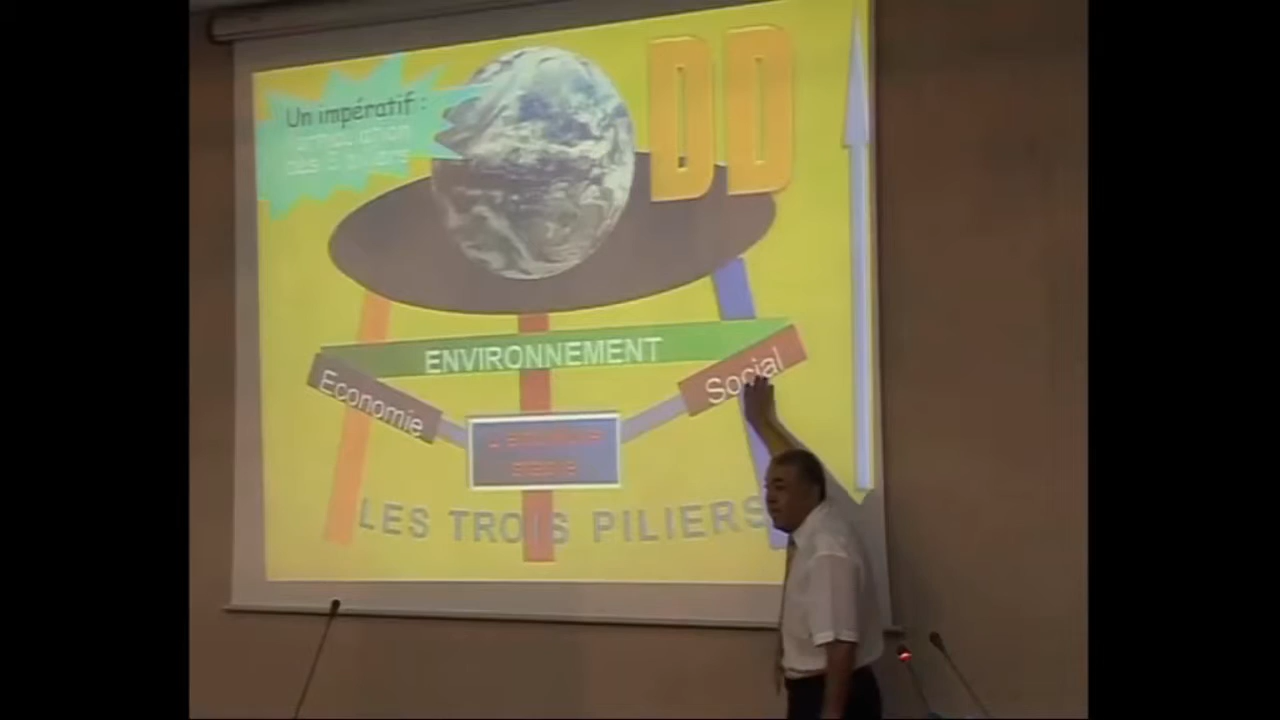 Un impératif :
DD
ENVIRONNEMENT
Economie
Social
LES TROIS PILIERS